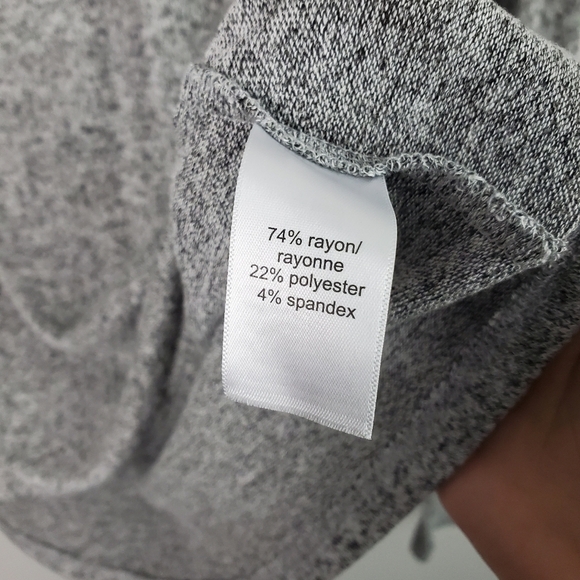 74% rayon/
rayonne
22% polyester
4% spandex